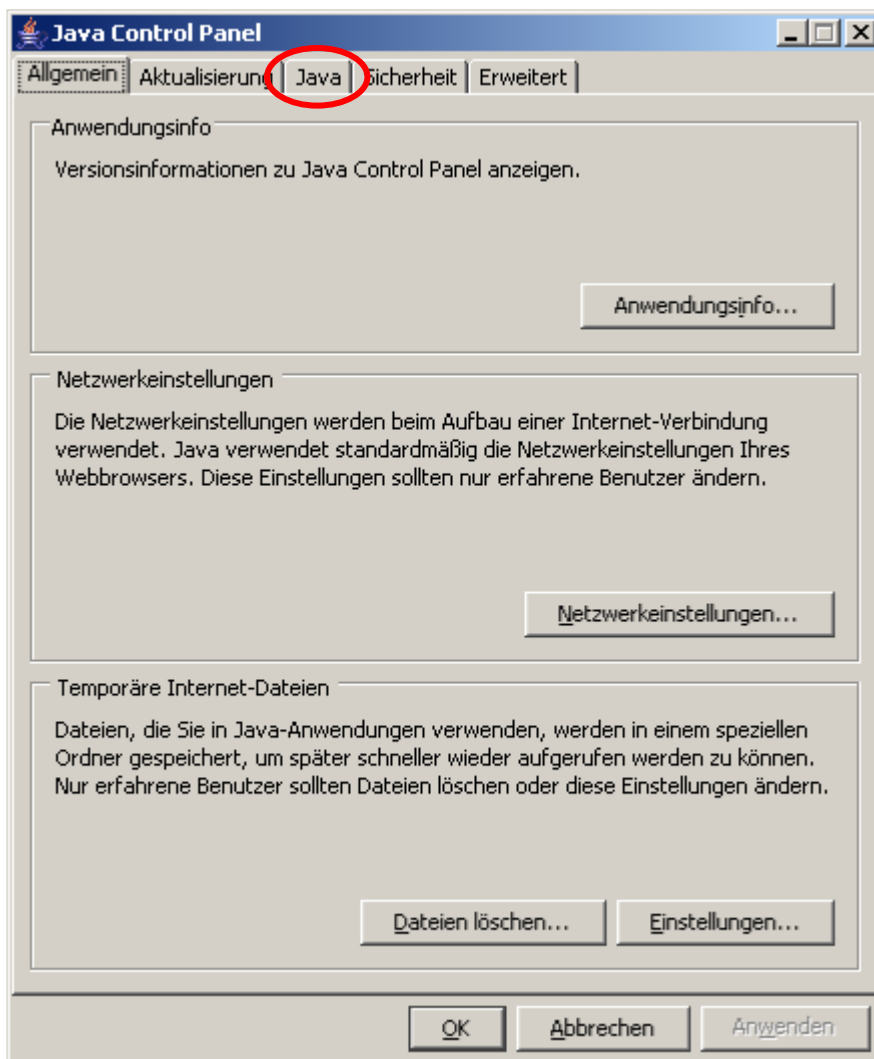 Java Control Panel
Allgemein Aktualisierung Java Sicherheit Erweitert
Anwendungsinfo
Versionsinformationen zu Java Control Panel anzeigen.
Anwendungsinfo...
Netzwerkeinstellungen
Die Netzwerkeinstellungen werden beim Aufbau einer Internet-Verbindung
verwendet. Java verwendet standardmäßig die Netzwerkeinstellungen Ihres
Webbrowsers. Diese Einstellungen sollten nur erfahrene Benutzer ändern.
Netzwerkeinstellungen...
Temporäre Internet-Dateien
Dateien, die Sie in Java-Anwendungen verwenden, werden in einem speziellen
Ordner gespeichert, um später schneller wieder aufgerufen werden zu können.
Nur erfahrene Benutzer sollten Dateien löschen oder diese Einstellungen ändern.
Dateien löschen... Einstellungen...
OK Abbrechen Anwenden